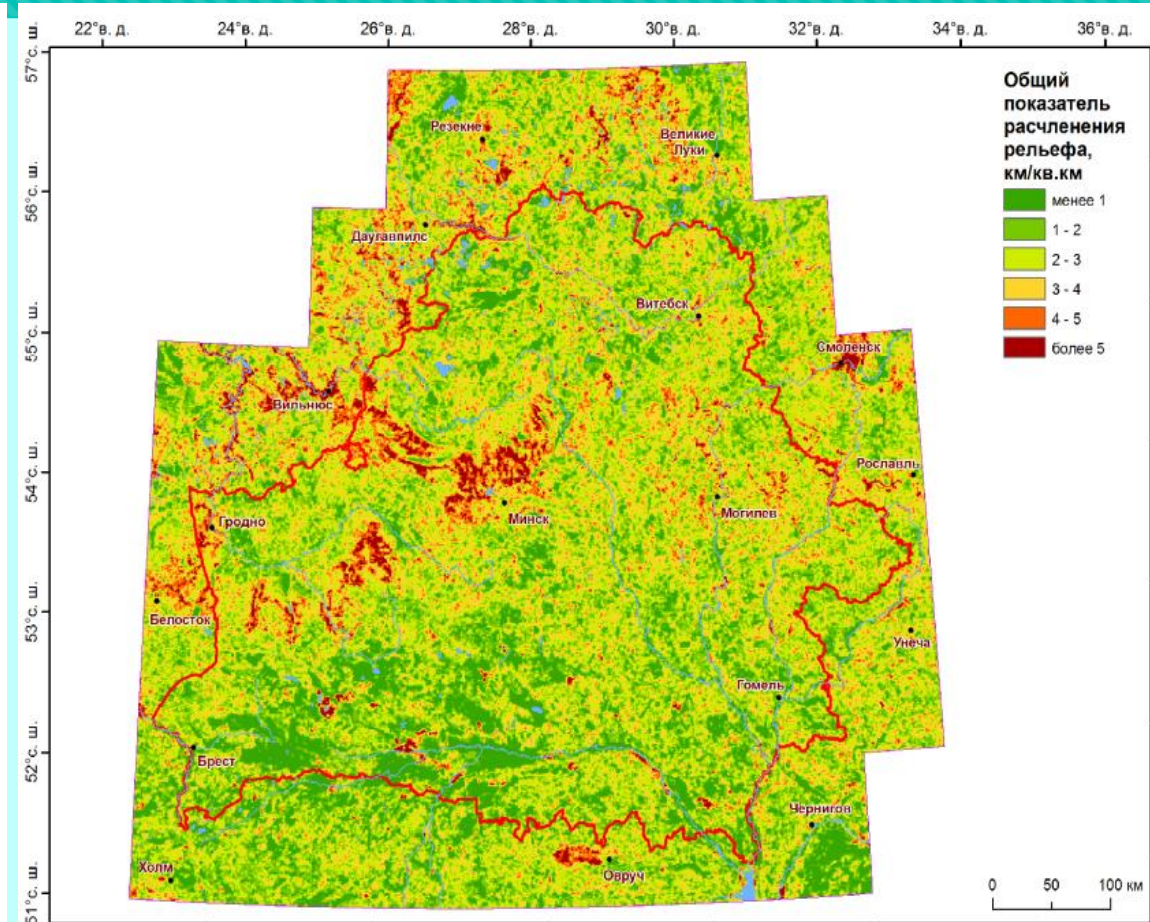 22°в. д.
24°в. д.
26°в. д.
28°в. д.
30°в. д.
32°в. д.
34°в. д.
36°в. д.
57°с. ш.
56°с. ш.
55°с. ш.
54°с. ш.
53°с. ш.
52°с. ш.
51°с. ш.
Общий
показатель
расчленения
рельефа,
км/кв.км
менее 1
1 - 2
2 - 3
3 - 4
4 - 5
более 5
Резекне
Великие
Луки
Даугавпилс
Витебск
Смоленск
Вильнюс
Рославль
Минск
Могилев
Гродно
Белосток
Унеча
Гомель
Брест
Чернигов
Холм
Овруч
0 50 100 км